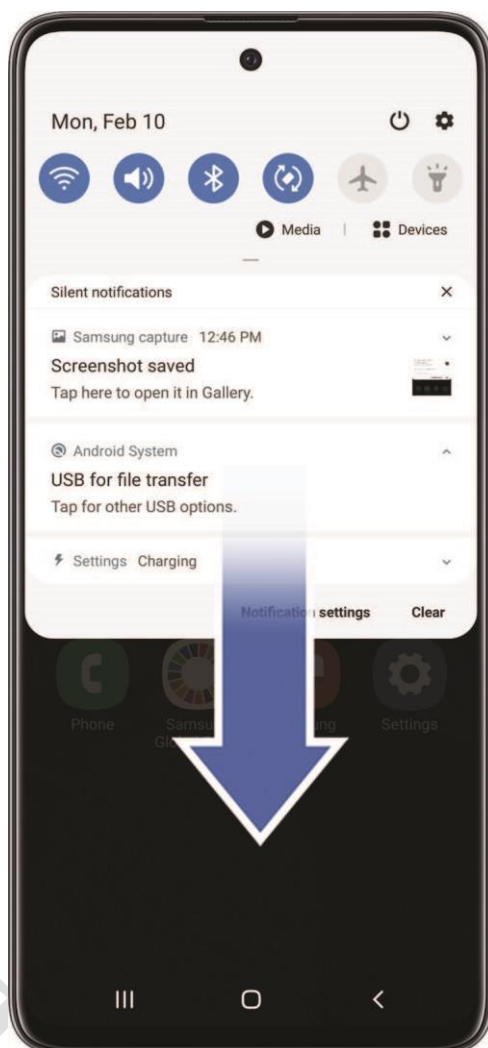 Mon, Feb 10
Media | Devices
Silent notifications
Samsung capture 12:46 PM
Screenshot saved
Tap here to open it in Gallery.
Android System
USB for file transfer
Tap for other USB options.
Settings Charging
Notification settings Clear
Phone Settings